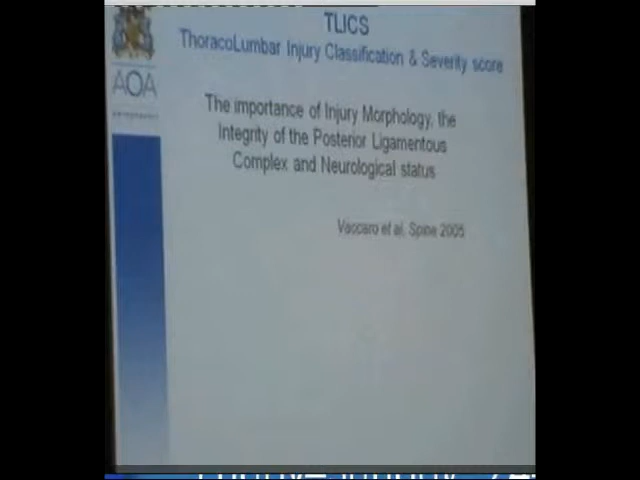 TLICS
ThoracoLumbar Injury Classification & Severity score
AOA
The importance of Injury Morphology, the
Integrity of the Posterior Ligamentous
Complex and Neurological status
Vaccaro et al. Spine 2005